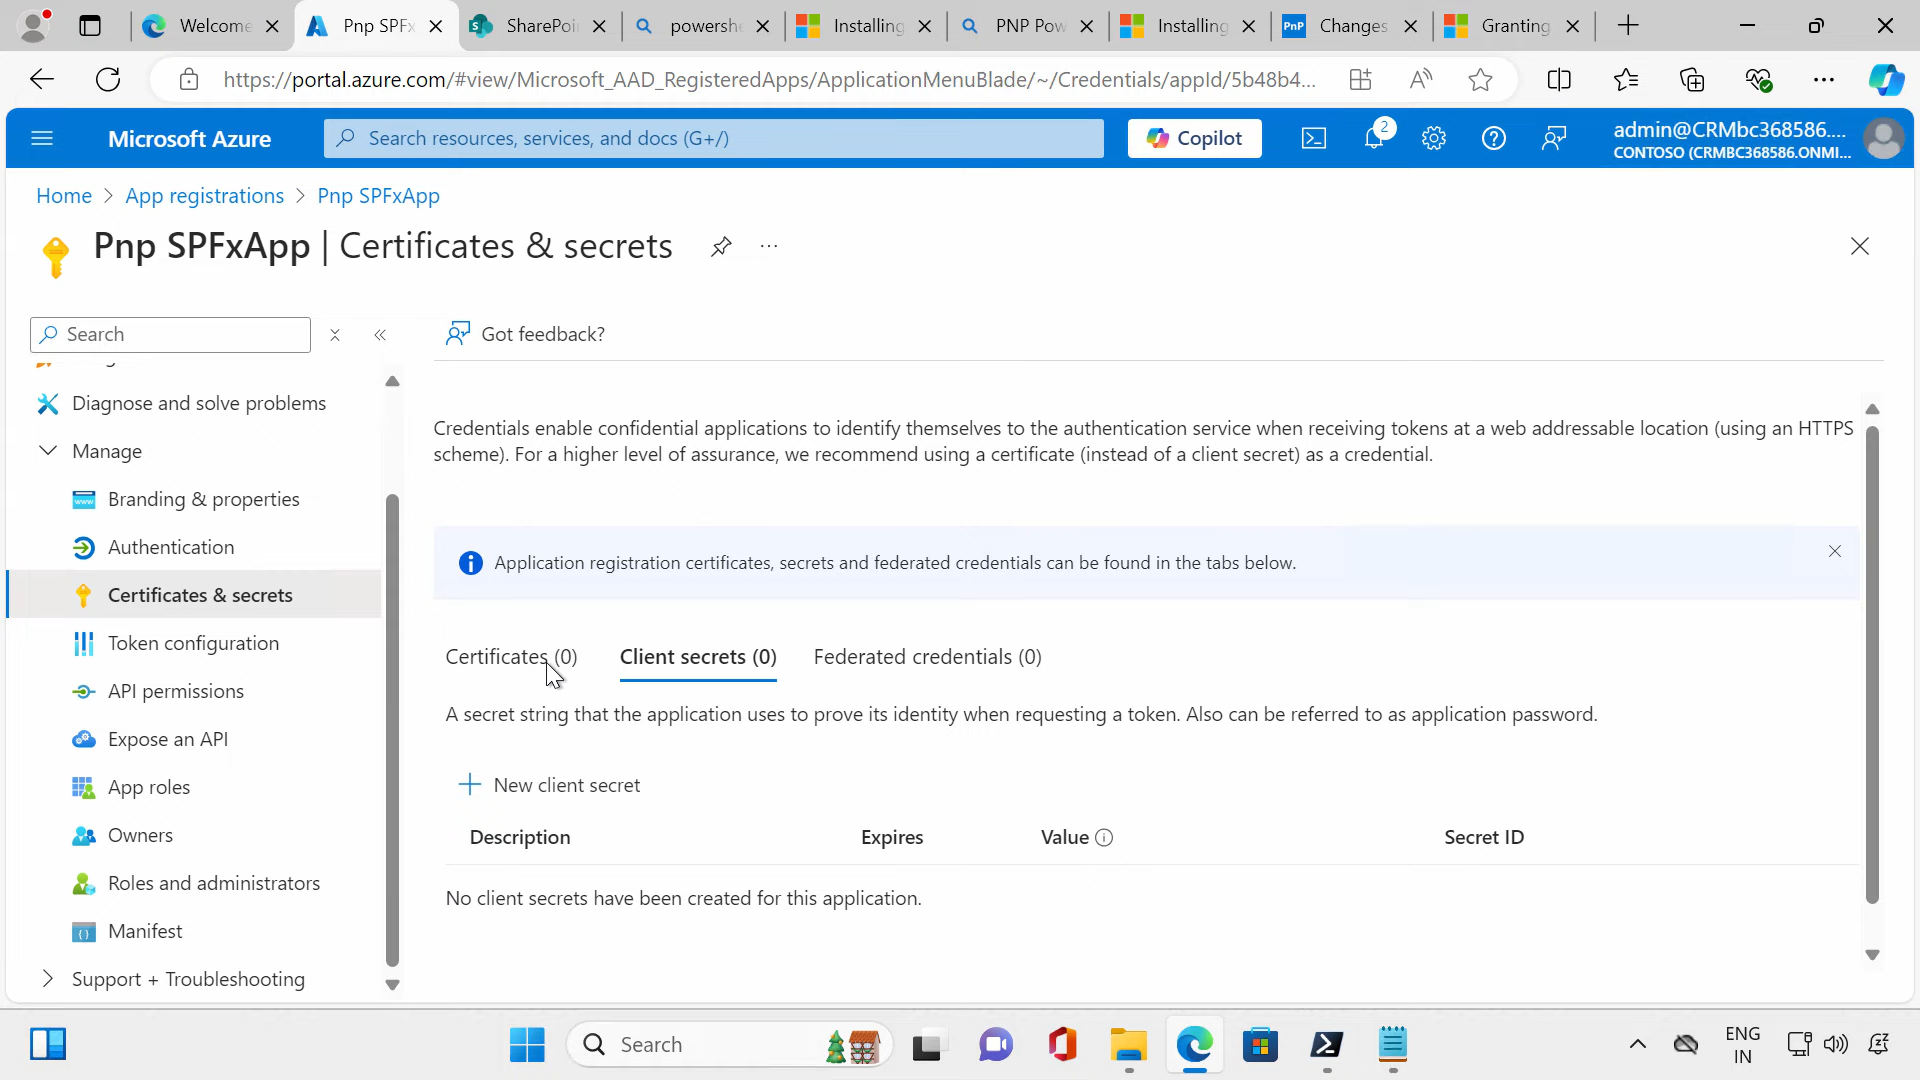 Welcome
Pnp SPFx
SharePoin
powershe
Installing
PNP Pow
Installing
PnP
Changes
Granting
https://portal.azure.com/#view/Microsoft_AAD_RegisteredApps/ApplicationMenuBlade/~/Credentials/appId/5b48b4...
Microsoft Azure
Search resources, services, and docs (G+/)
Copilot
2
admin@CRMbc368586....
CONTOSO (CRMBC368586.ONMI...
Home > App registrations > Pnp SPFxApp
Pnp SPFxApp | Certificates & secrets
Search
Got feedback?
Diagnose and solve problems
Manage
Branding & properties
Authentication
Certificates & secrets
Token configuration
API permissions
Expose an API
App roles
Owners
Roles and administrators
Manifest
Support + Troubleshooting
Credentials enable confidential applications to identify themselves to the authentication service when receiving tokens at a web addressable location (using an HTTPS
scheme). For a higher level of assurance, we recommend using a certificate (instead of a client secret) as a credential.
Application registration certificates, secrets and federated credentials can be found in the tabs below.
Certificates (0)
Client secrets (0)
Federated credentials (0)
A secret string that the application uses to prove its identity when requesting a token. Also can be referred to as application password.
New client secret
Description
Expires
Value
Secret ID
No client secrets have been created for this application.
Search
ENG
IN